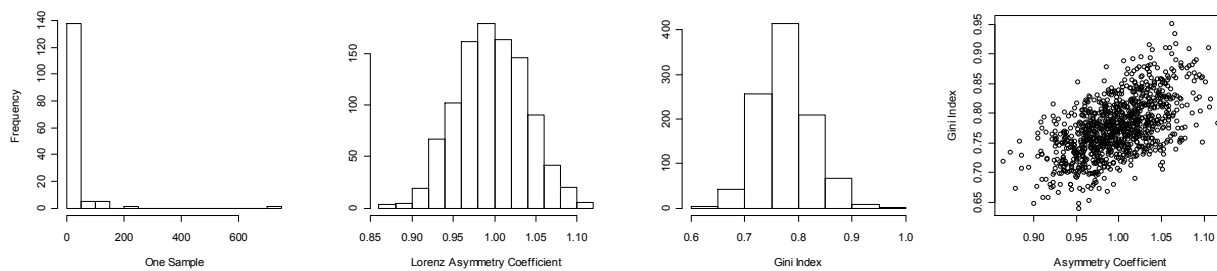 Frequency
0 20 40 60 80 100 120 140
0 200 400 600
One Sample
0 50 100 150
0.85 0.90 0.95 1.00 1.05 1.10
Lorenz Asymmetry Coefficient
0 100 200 300 400
0.6 0.7 0.8 0.9 1.0
Gini Index
Gini Index
0.65 0.70 0.75 0.80 0.85 0.90 0.95
0.90 0.95 1.00 1.05 1.10
Asymmetry Coefficient